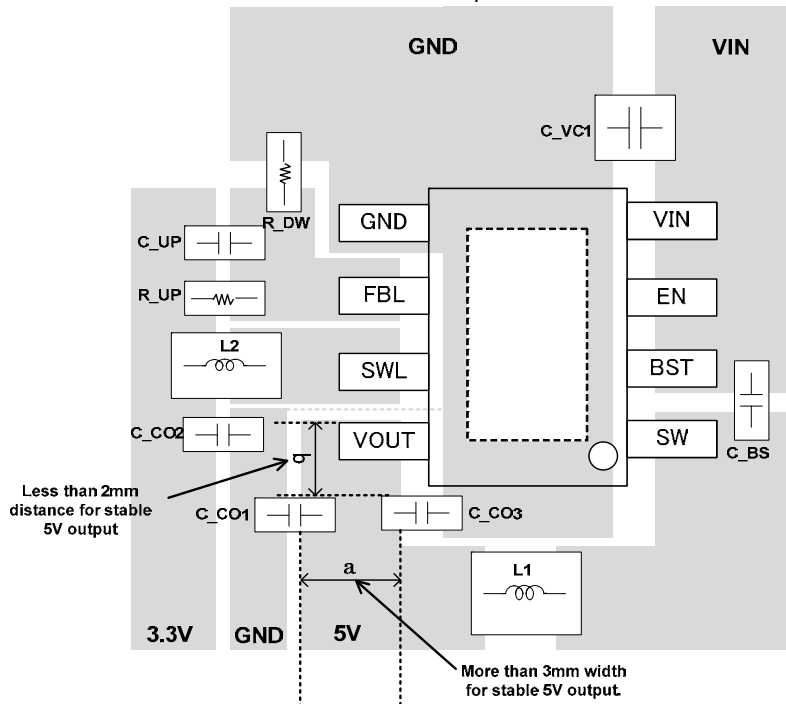 GND
VIN
C_VC1
R_DW
C_UP
GND
VIN
R_UP
FBL
EN
L2
SWL
BST
C_CO2
VOUT
SW
C_BS
b
Less than 2mm
distance for stable
5V output
C_CO1
C_CO3
a
L1
3.3V
GND
5V
More than 3mm width
for stable 5V output.